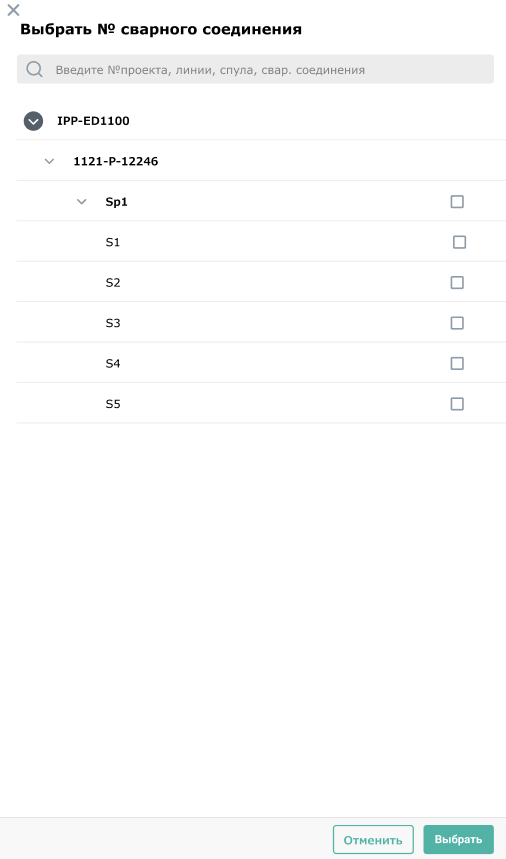 Выбрать № сварного соединения
Введите №проекта, линии, спула, свар. соединения
IPP-ED1100
1121-P-12246
Sp1
S1
S2
S3
S4
S5
Отменить
Выбрать